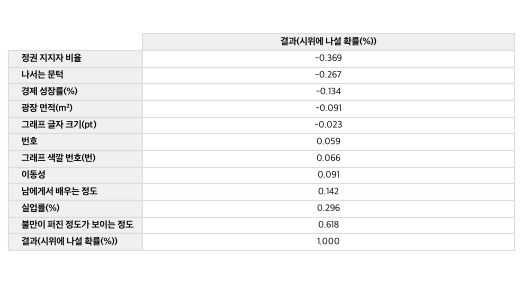 결과(시위에 나설 확률(%))
정권 지지자 비율 -0.369
나서는 문턱 -0.267
경제 성장률(%) -0.134
광장 면적(m²) -0.091
그래프 글자 크기(pt) -0.023
번호 0.059
그래프 색깔 번호(번) 0.066
이동성 0.091
남에게서 배우는 정도 0.142
실업률(%) 0.296
불만이 퍼진 정도가 보이는 정도 0.618
결과(시위에 나설 확률(%)) 1.000